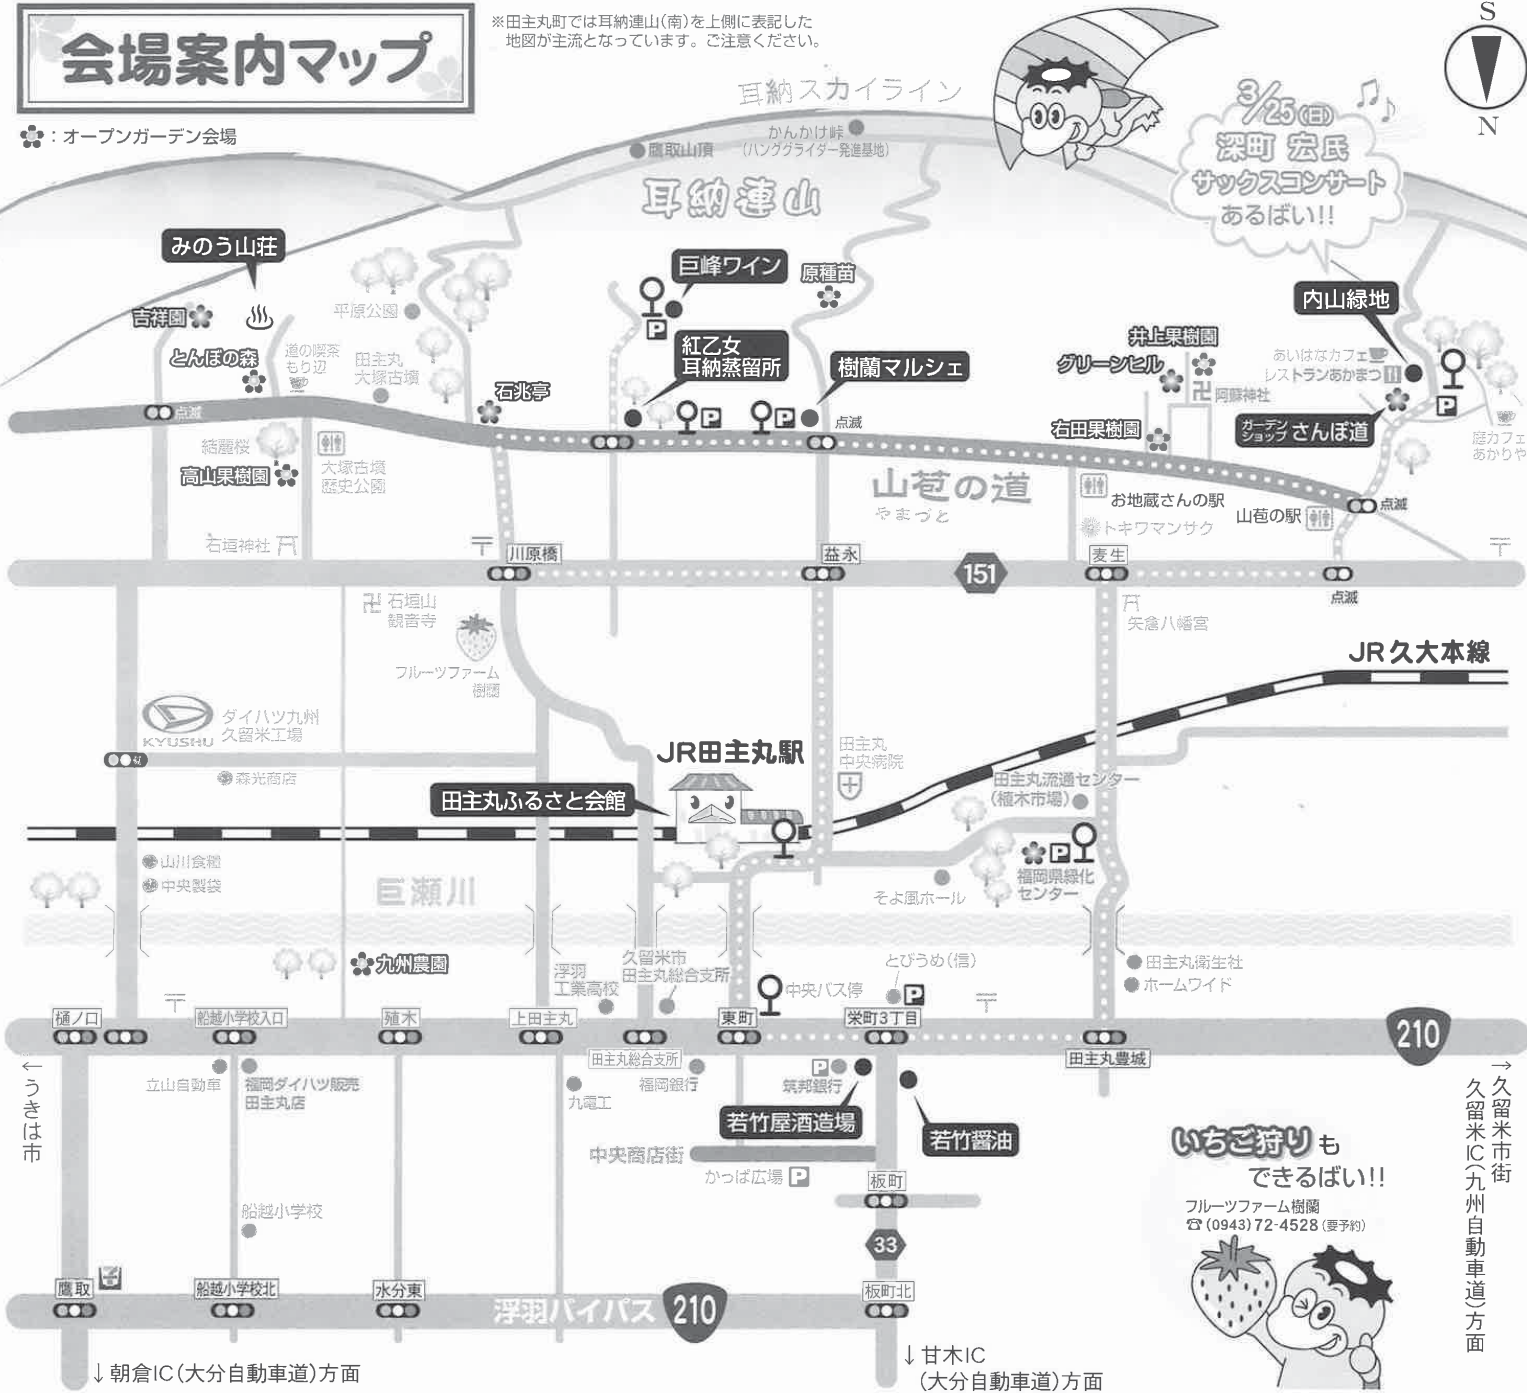 会場案内マップ
※田主丸町では耳納連山(南)を上側に表記した
地図が主流となっています。ご注意ください。
:オープンガーデン会場
S
N
耳納スカイライン
かんかけ峠
(ハンググライダー発進基地)
鷹取山頂
耳納連山
3/25(日)
深町 宏氏
サックスコンサート
あるばい!!
みのう山荘
吉祥園
とんぼの森
道の喫茶
もり辺
平原公園
田主丸
大塚古墳
石兆亭
巨峰ワイン
P
紅乙女
耳納蒸留所
P
P
原種苗
樹蘭マルシェ
点滅
井上果樹園
グリーンヒル
阿蘇神社
右田果樹園
内山緑地
あいはなカフェ
レストランあかまつ
P
ガーデン
ショップ さんぽ道
庭カフェ
あかりや
点滅
綺麗桜
高山果樹園
大塚古墳
歴史公園
石垣神社
山苞の道
やまづと
お地蔵さんの駅
トキワマンサク
山苞の駅
点滅
〒
川原橋
益永
151
麦生
点滅
〒
石垣山
観音寺
フルーツファーム
樹蘭
矢倉八幡宮
JR久大本線
KYUSHU
ダイハツ九州
久留米工場
森光商店
JR田主丸駅
田主丸ふるさと会館
田主丸
中央病院
田主丸流通センター
(植木市場)
P
福岡県緑化
センター
そよ風ホール
山川食糧
中央製袋
巨瀬川
九州農園
浮羽
工業高校
久留米市
田主丸総合支所
中央バス停
とびうめ(信)
P
田主丸衛生社
ホームワイド
〒
〒
樋ノ口
船越小学校入口
殖木
上田主丸
田主丸総合支所
東町
栄町3丁目
田主丸豊城
210
←うきは市
立山自動車
福岡ダイハツ販売
田主丸店
九電工
福岡銀行
P
筑邦銀行
若竹屋酒造場
若竹醤油
中央商店街
かっぱ広場 P
板町
33
船越小学校
鷹取
船越小学校北
水分東
浮羽バイパス
210
板町北
↓朝倉IC(大分自動車道)方面
↓甘木IC
(大分自動車道)方面
→久留米市街
久留米IC(九州自動車道)方面
いちご狩りも
できるばい!!
フルーツファーム樹蘭
☎(0943)72-4528(要予約)